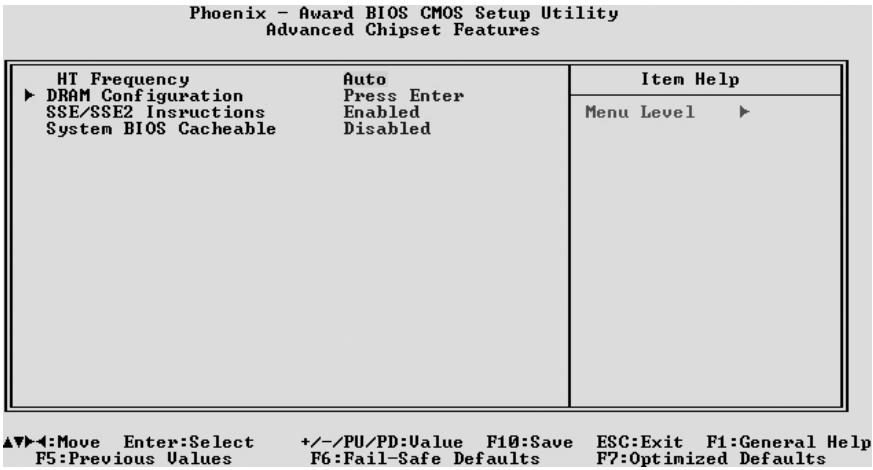 Phoenix - Award BIOS CMOS Setup Utility
Advanced Chipset Features
HT Frequency Auto
DRAM Configuration Press Enter
SSE/SSE2 Insructions Enabled
System BIOS Cacheable Disabled
Item Help
Menu Level ►
▲▼►◄:Move Enter:Select +/-/PU/PD:Value F10:Save ESC:Exit F1:General Help
F5:Previous Values F6:Fail-Safe Defaults F7:Optimized Defaults